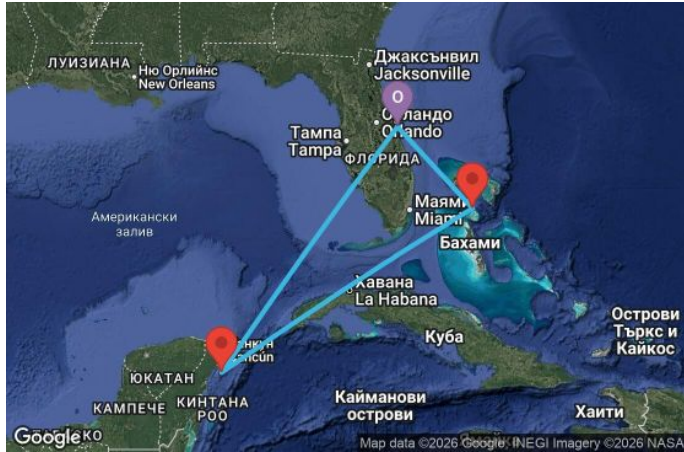 ЛУИЗИАНА
Ню Орлийнс
New Orleans
Джаксънвил
Jacksonville
O
Орландо
Orlando
Тампа
Tampa
ФЛОРИДА
Маями
Miami
Американски
залив
Бахами
Хавана
La Habana
Острови
Търкс и
Кайкос
Куба
ЮКАТАН
КАМПЕЧЕ
КИНТАНА
РОО
Кайманови
острови
Хаити
Google
Map data ©2026 Google, INEGI Imagery ©2026 NASA